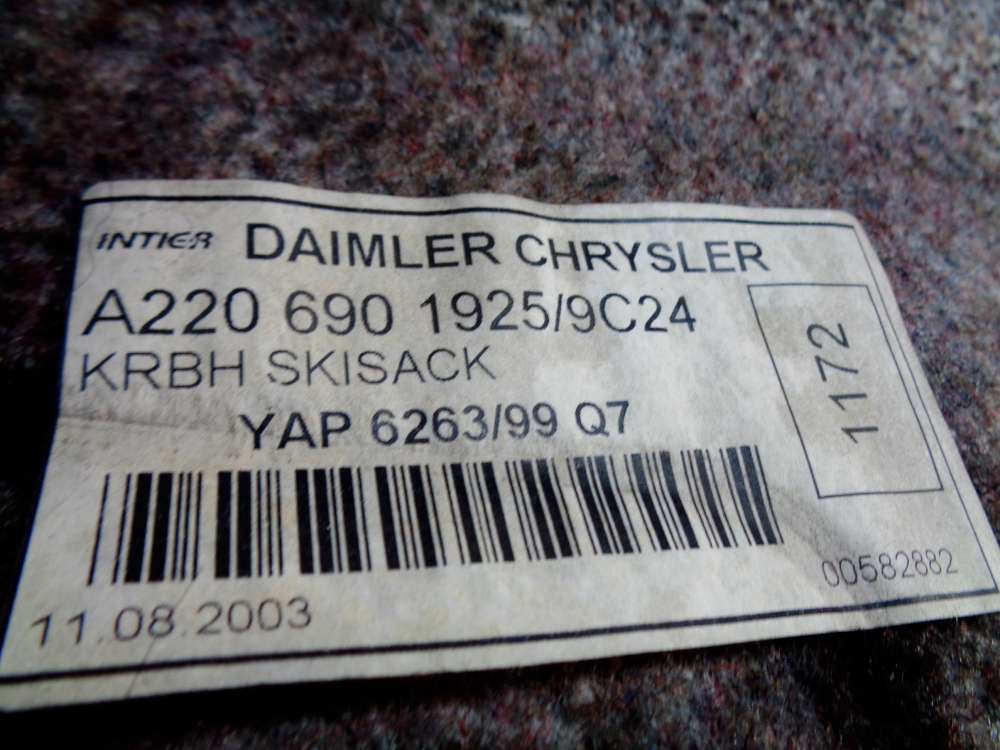 INTIER DAIMLER CHRYSLER
A220 690 1925/9C24
KRBH SKISACK
YAP 6263/99 Q7
1172
00582882
11.08.2003